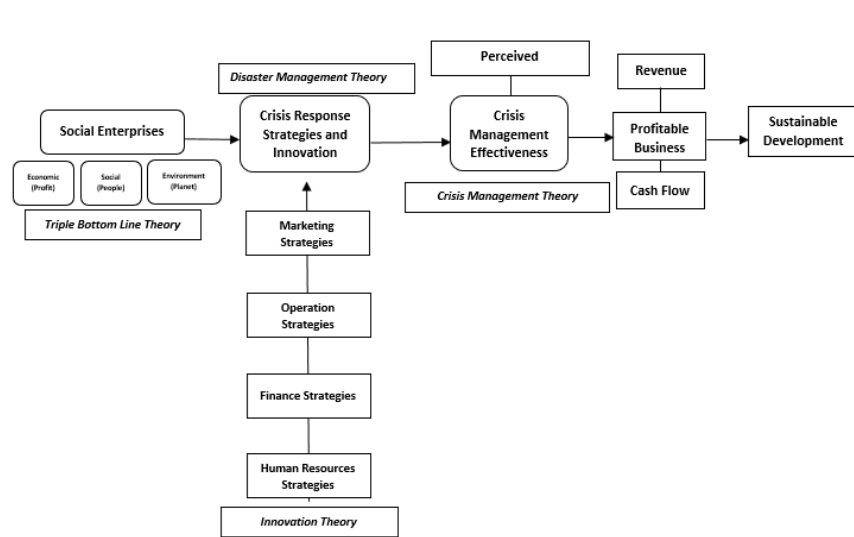 Perceived
Revenue
Disaster Management Theory
Social Enterprises
Crisis Response
Strategies and
Innovation
Crisis
Management
Effectiveness
Profitable
Business
Sustainable
Development
Economic
(Profit)
Social
(People)
Environment
(Planet)
Crisis Management Theory
Cash Flow
Triple Bottom Line Theory
Marketing
Strategies
Operation
Strategies
Finance Strategies
Human Resources
Strategies
Innovation Theory